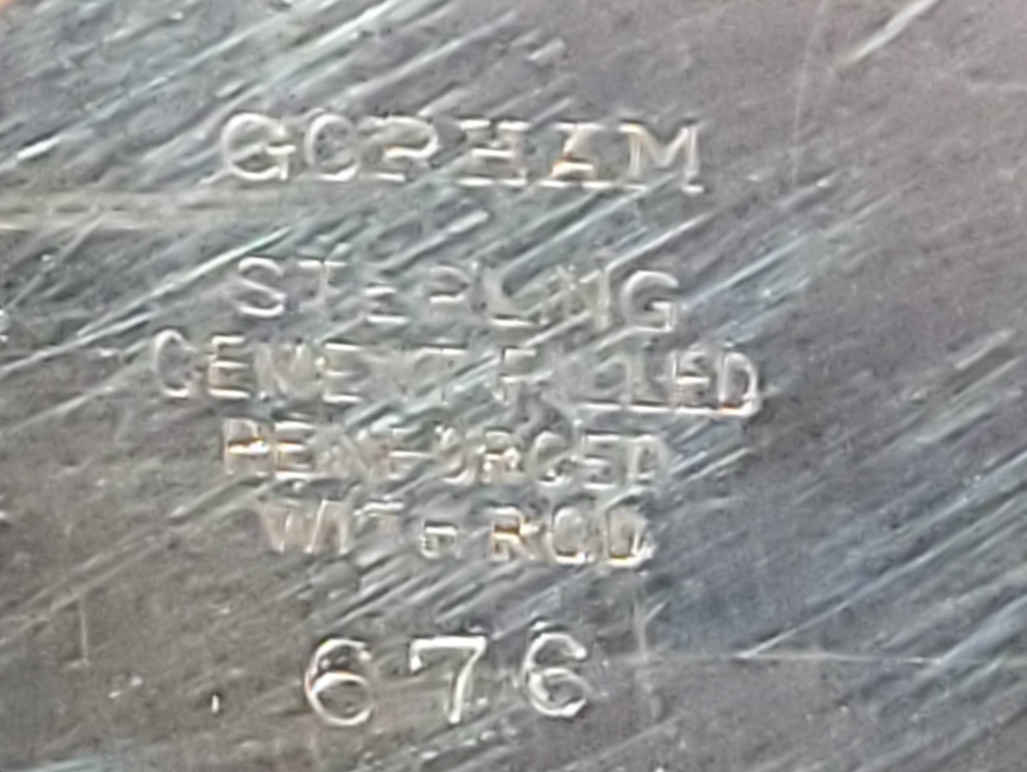 GORHAM
STERLING
CEMENT FILLED
REINFORCED
WITH ROD
676